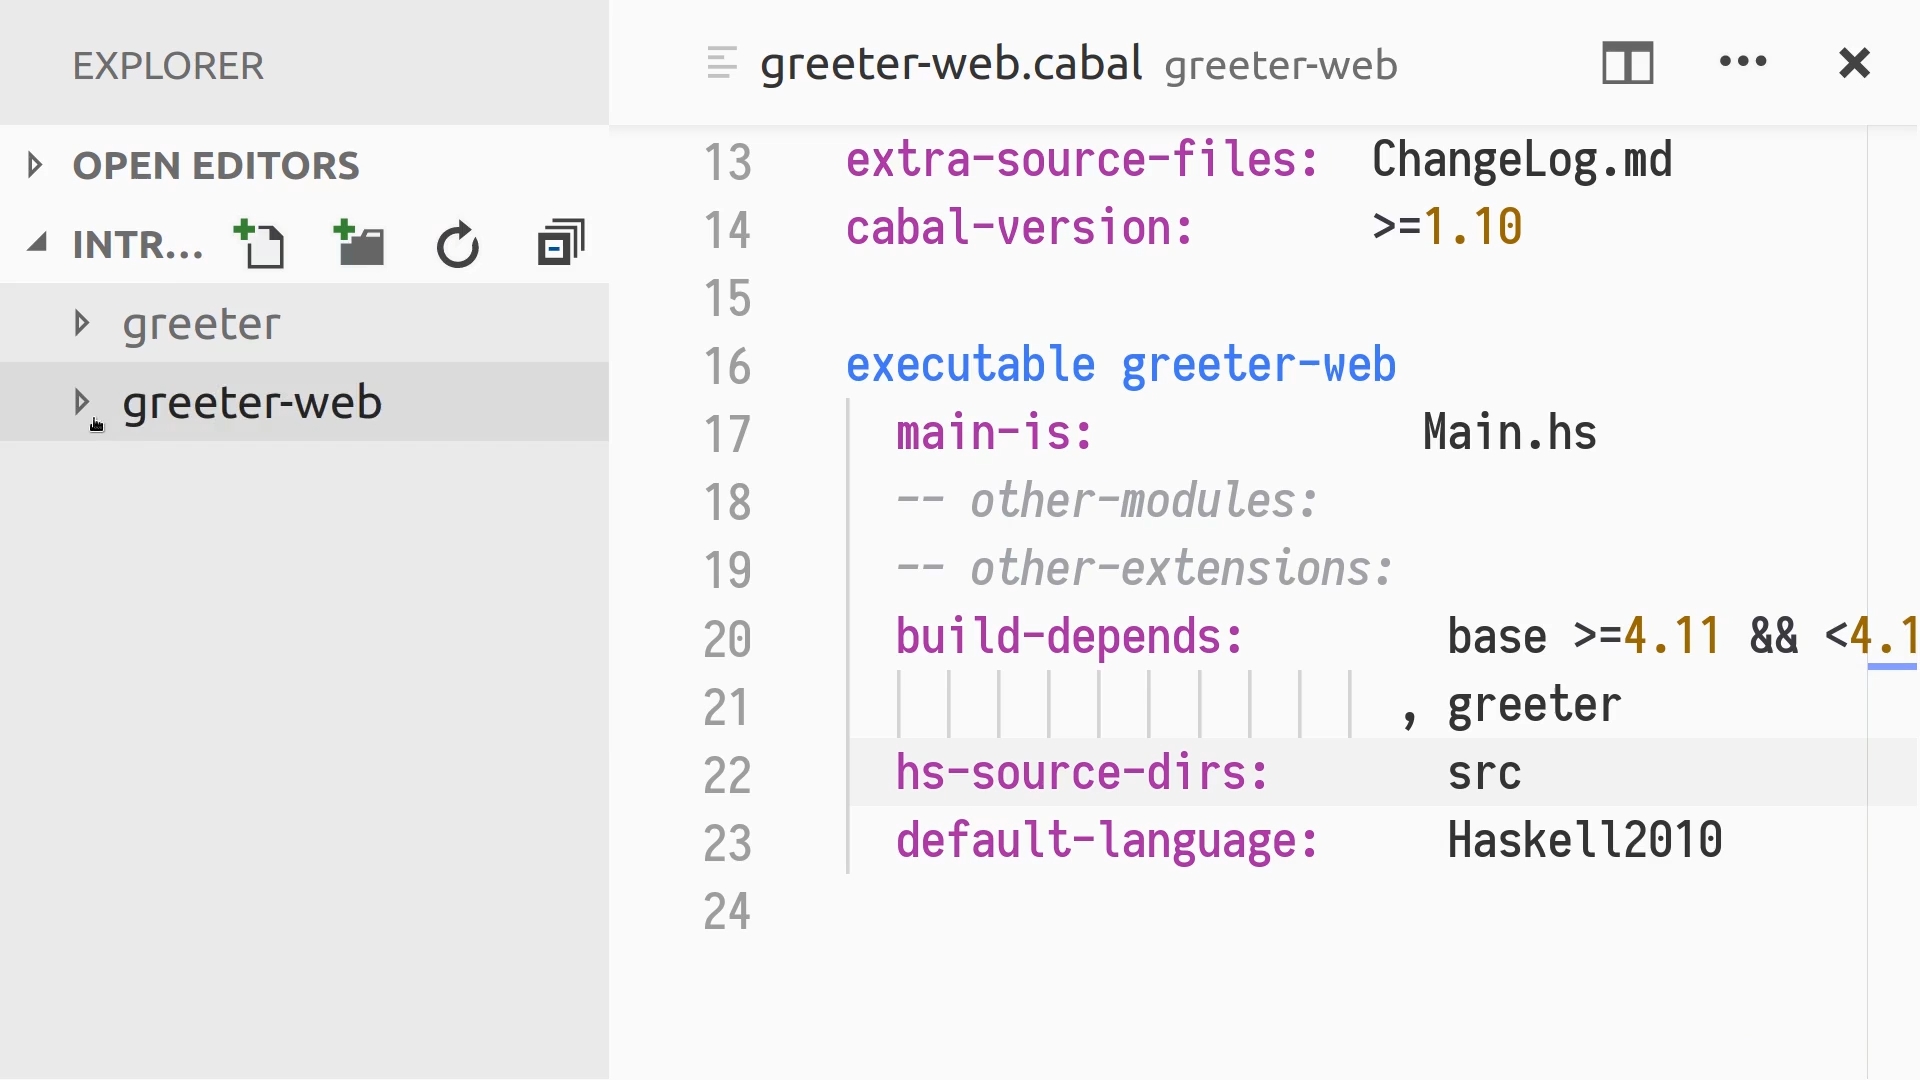 EXPLORER
OPEN EDITORS
INTR...
greeter
greeter-web
greeter-web.cabal greeter-web
13 extra-source-files: ChangeLog.md
14 cabal-version: >=1.10
15
16 executable greeter-web
17 main-is: Main.hs
18 -- other-modules:
19 -- other-extensions:
20 build-depends: base >=4.11 && <4.1
21 , greeter
22 hs-source-dirs: src
23 default-language: Haskell2010
24